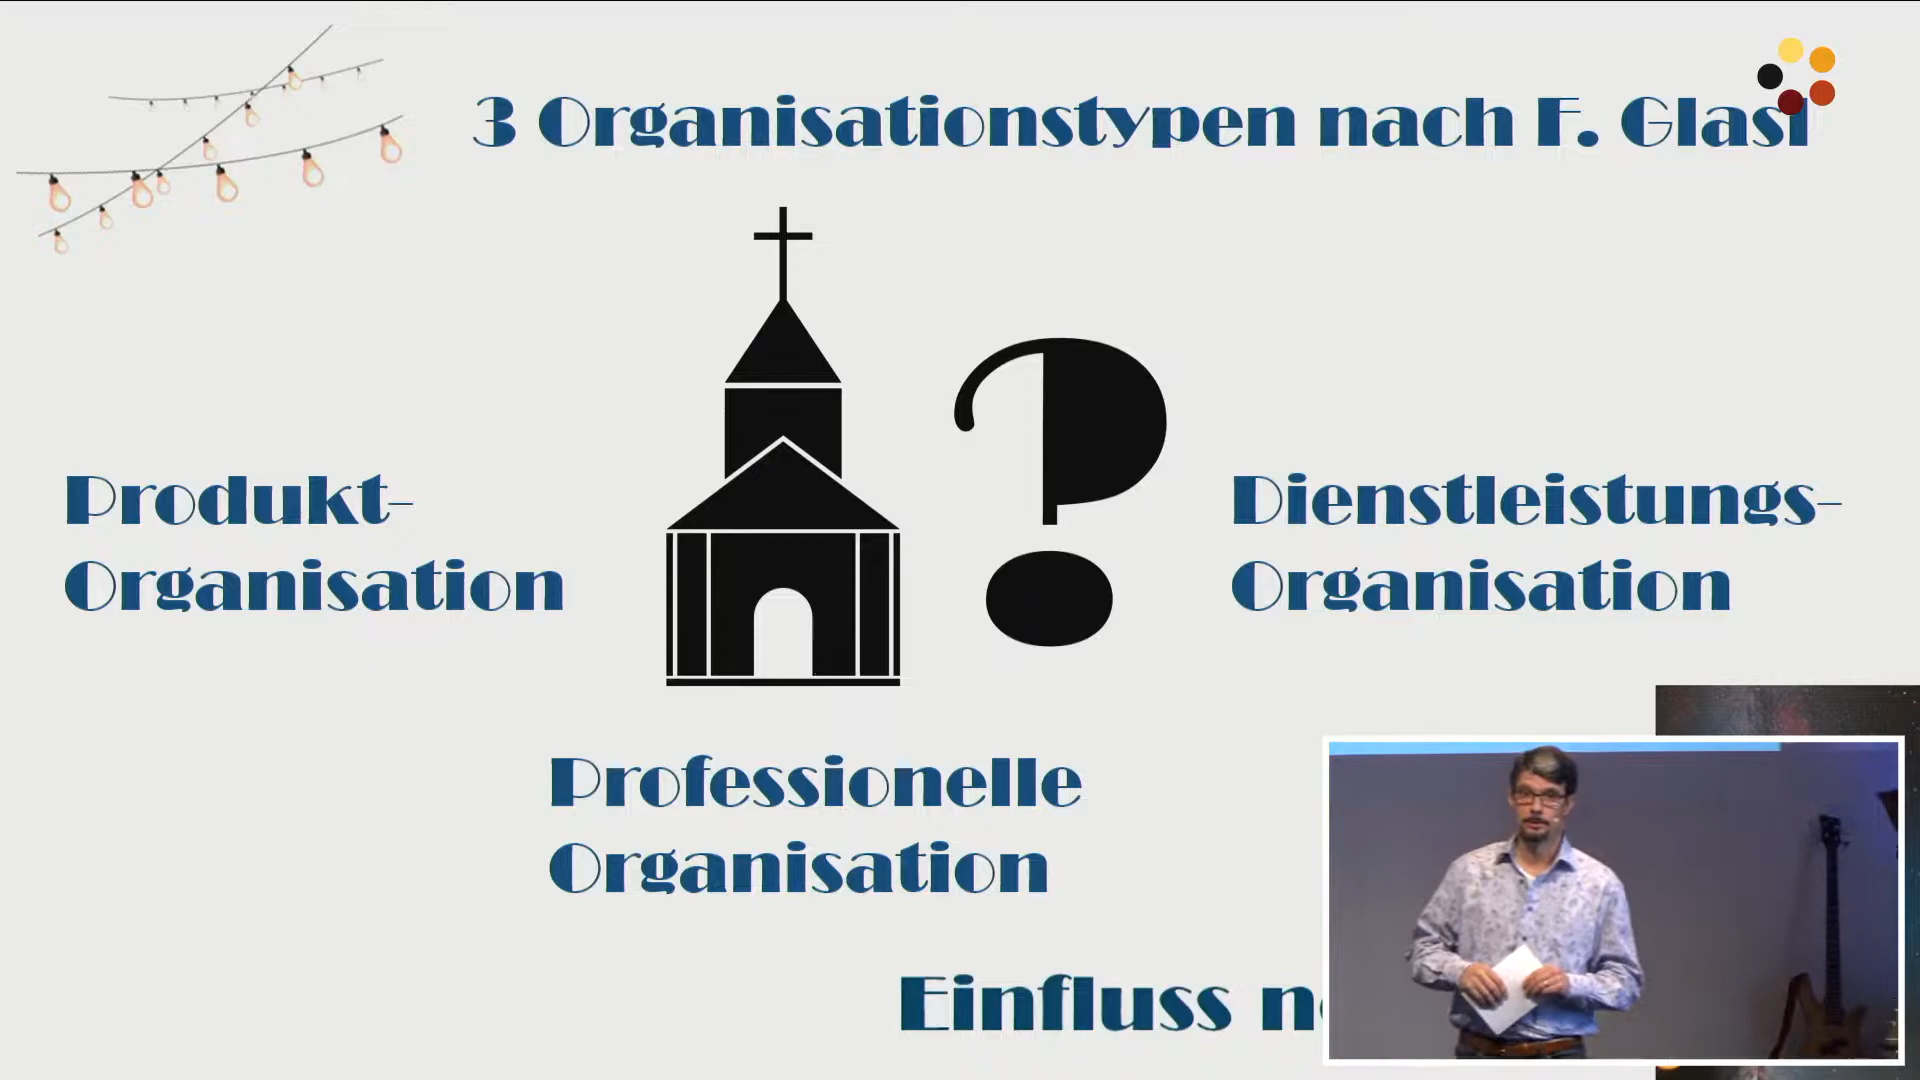 3 Organisationstypen nach F. Glasl
Produkt-
Organisation
?
Dienstleistungs-
Organisation
Professionelle
Organisation
Einfluss